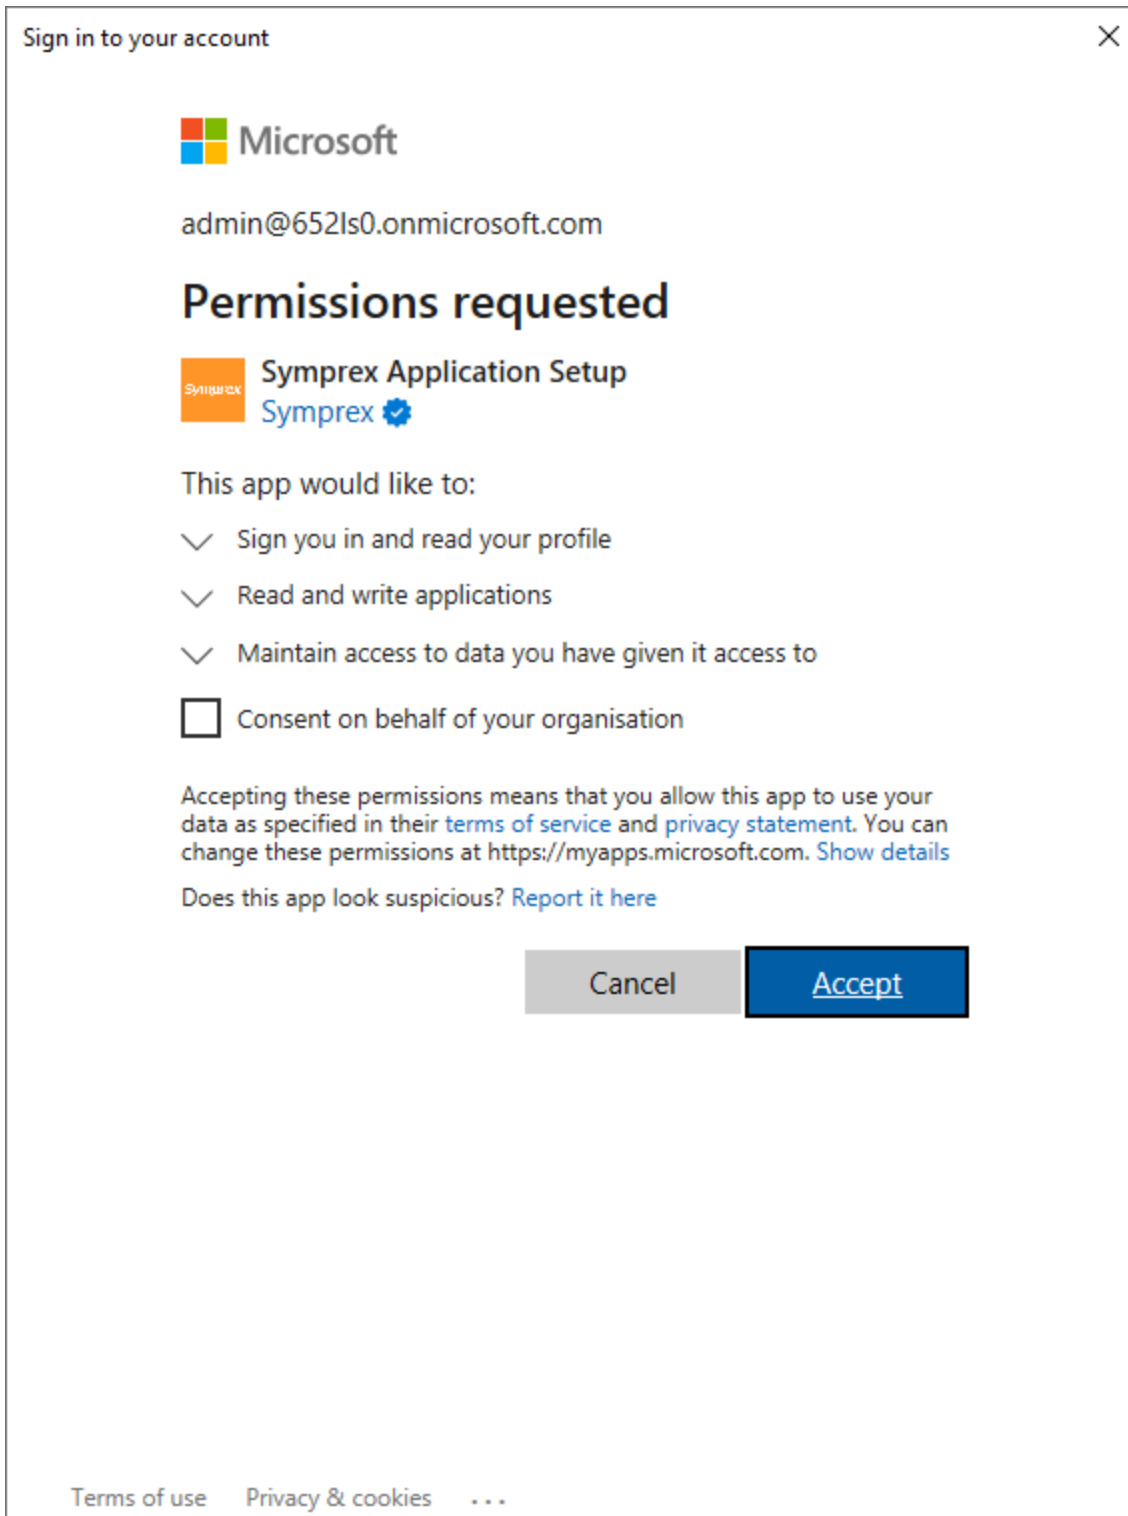 Sign in to your account
Microsoft
admin@652ls0.onmicrosoft.com
Permissions requested
Symprex
Symprex Application Setup
Symprex
This app would like to:
Sign you in and read your profile
Read and write applications
Maintain access to data you have given it access to
Consent on behalf of your organisation
Accepting these permissions means that you allow this app to use your
data as specified in their terms of service and privacy statement. You can
change these permissions at https://myapps.microsoft.com. Show details
Does this app look suspicious? Report it here
Cancel Accept
Terms of use Privacy & cookies ...